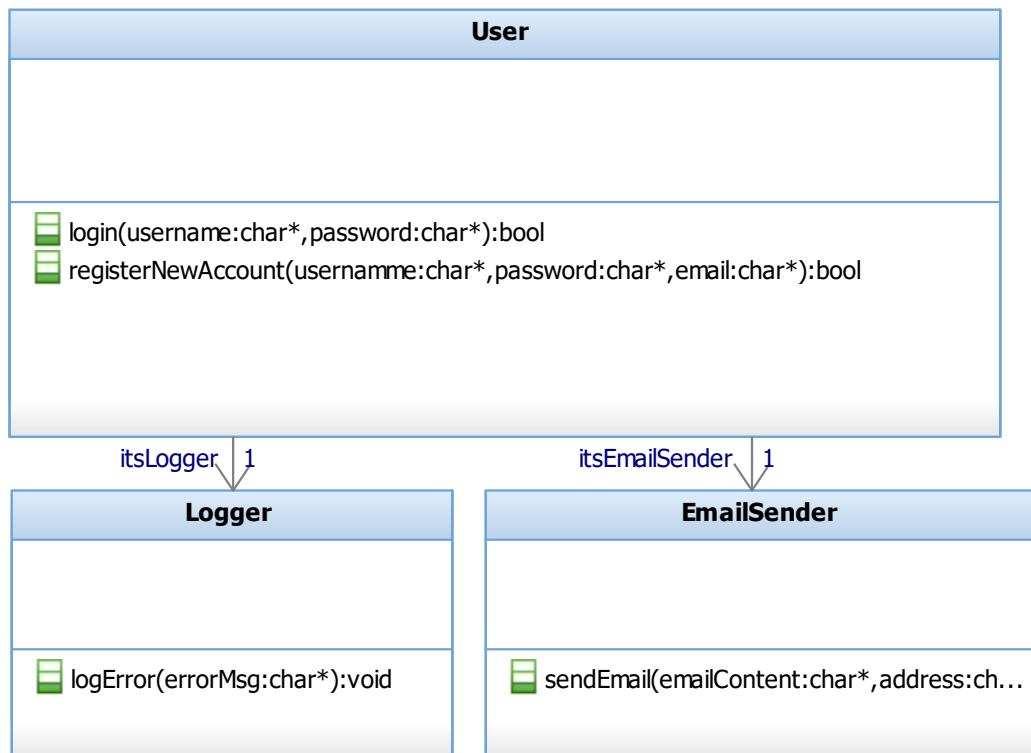 User
login(username:char*,password:char*):bool
registerNewAccount(usernamme:char*,password:char*,email:char*):bool
itsLogger 1
itsEmailSender 1
Logger
logError(errorMsg:char*):void
EmailSender
sendEmail(emailContent:char*,address:ch...